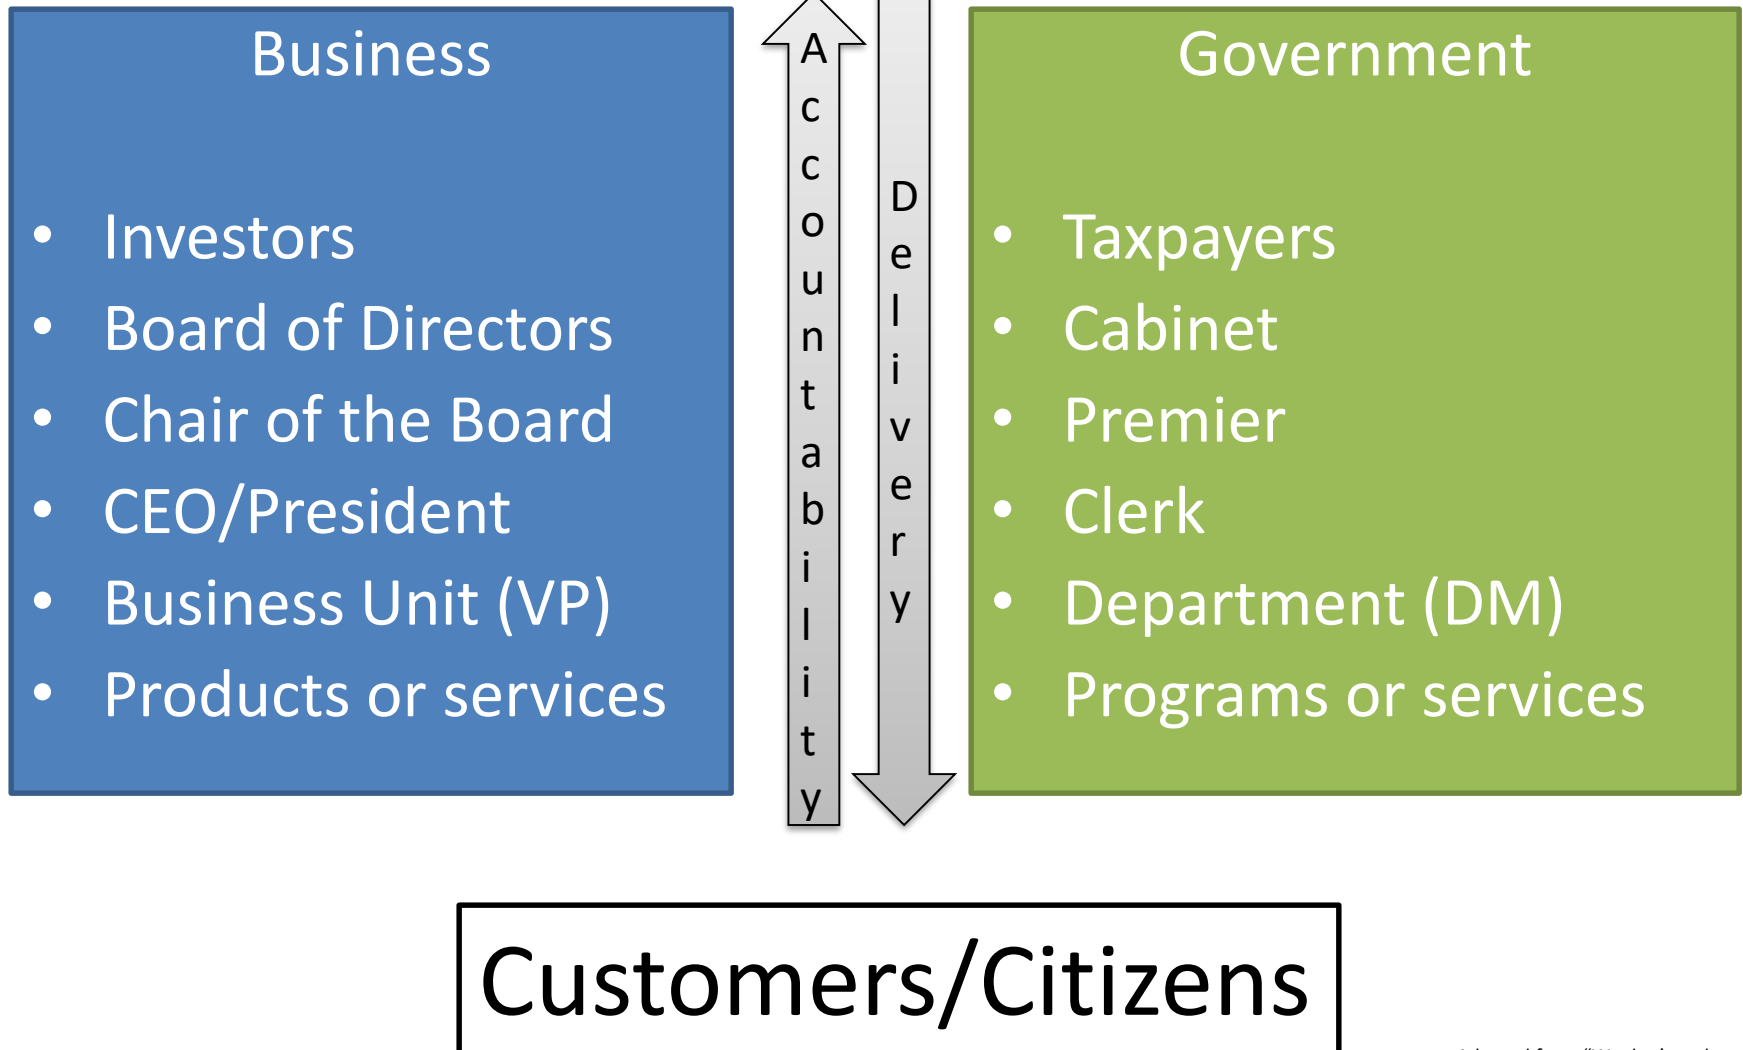 Business
• Investors
• Board of Directors
• Chair of the Board
• CEO/President
• Business Unit (VP)
• Products or services
Accountability
Delivery
Government
• Taxpayers
• Cabinet
• Premier
• Clerk
• Department (DM)
• Programs or services
Customers/Citizens